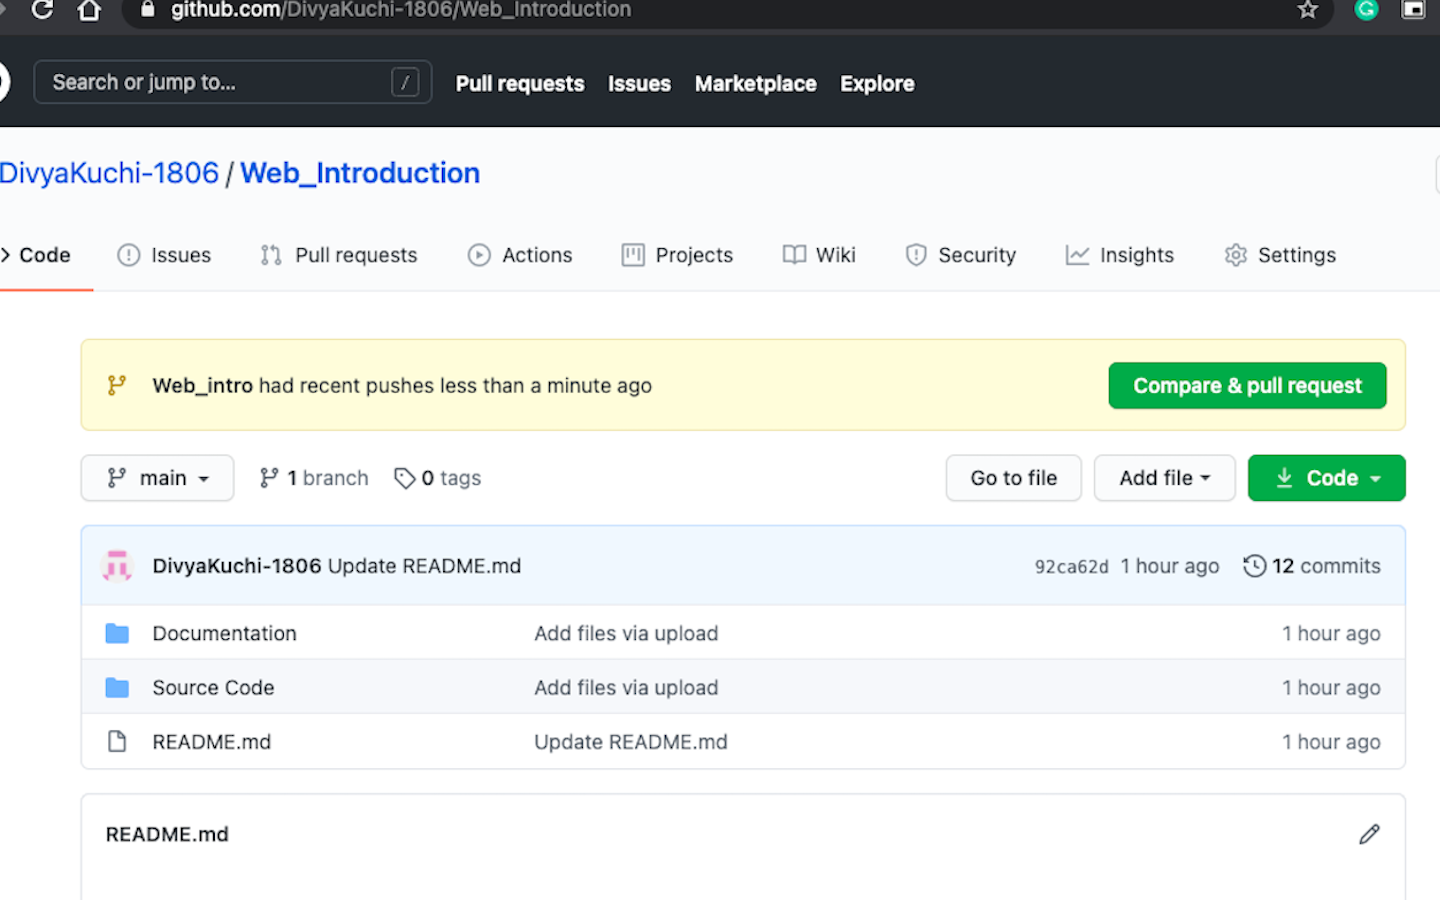 github.com/DivyaKuchi-1806/Web_Introduction
Search or jump to... /
Pull requests Issues Marketplace Explore
DivyaKuchi-1806 / Web_Introduction
Code Issues Pull requests Actions Projects Wiki Security Insights Settings
Web_intro had recent pushes less than a minute ago Compare & pull request
main 1 branch 0 tags Go to file Add file Code
DivyaKuchi-1806 Update README.md 92ca62d 1 hour ago 12 commits
Documentation Add files via upload 1 hour ago
Source Code Add files via upload 1 hour ago
README.md Update README.md 1 hour ago
README.md